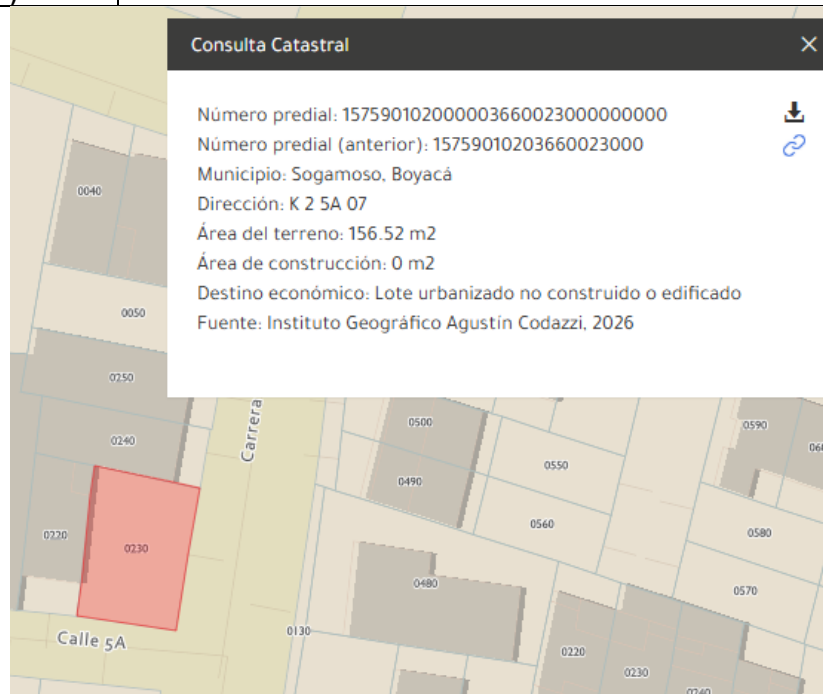 Consulta Catastral
Número predial: 157590102000003660023000000000
Número predial (anterior): 15759010203660023000
Municipio: Sogamoso, Boyacá
Dirección: K 2 5A 07
Área del terreno: 156.52 m2
Área de construcción: 0 m2
Destino económico: Lote urbanizado no construido o edificado
Fuente: Instituto Geográfico Agustín Codazzi, 2026
0040
0050
0250
0240
Carrera
0500
0590
0490
0550
0560
0220
0230
0580
0480
0570
0130
Calle 5A
0220
0230
0240